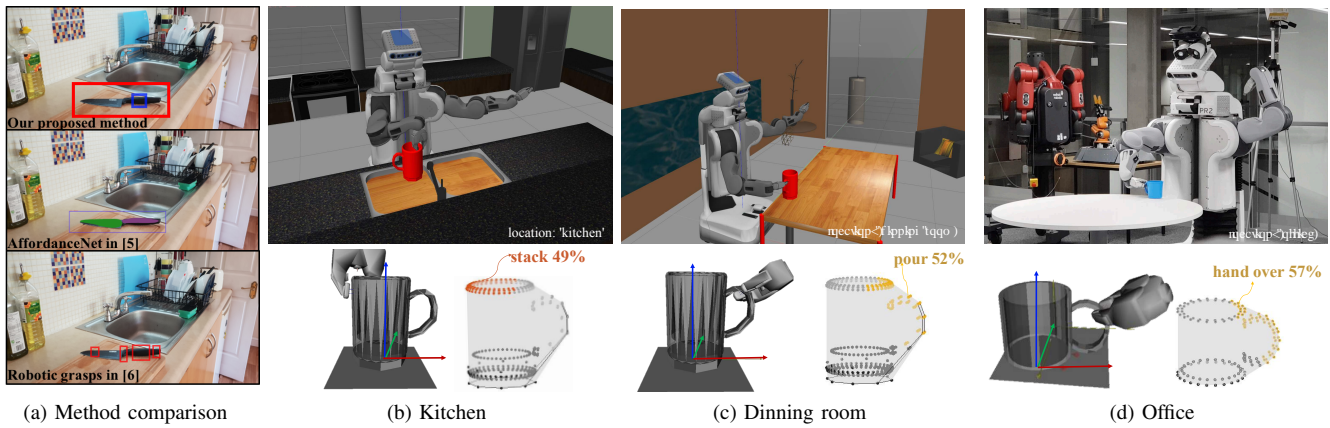 Our proposed method
AffordanceNet in [5]
Robotic grasps in [6]
location: 'kitchen'
PR2
stack 49%
pour 52%
hand over 57%
(a) Method comparison
(b) Kitchen
(c) Dinning room
(d) Office